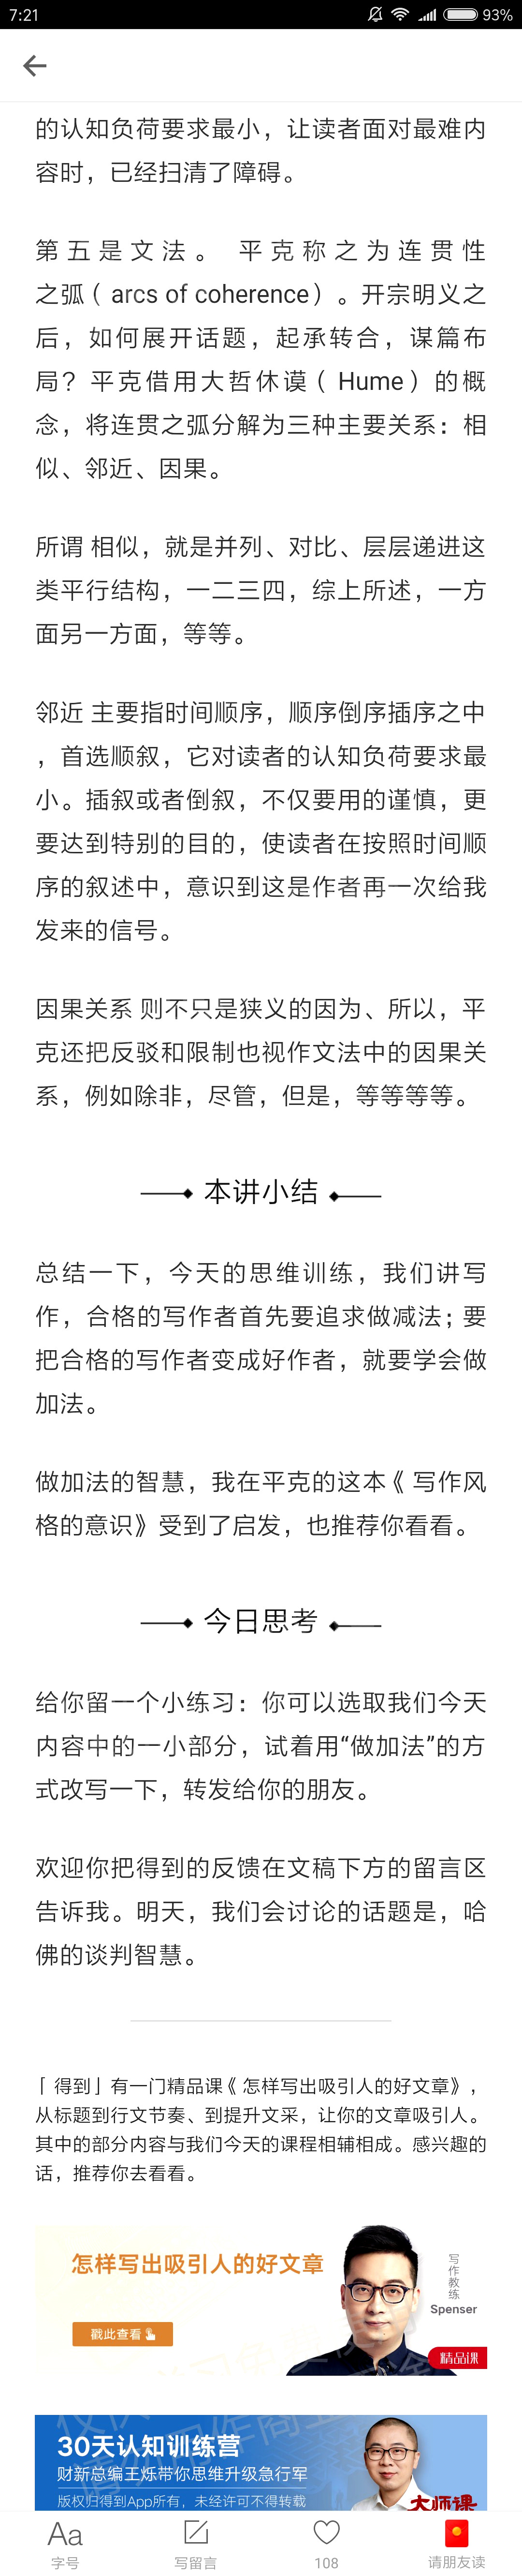 7:21
93%
的认知负荷要求最小，让读者面对最难内
容时，已经扫清了障碍。
第五是文法。 平克称之为连贯性
之弧（ arcs of coherence）。开宗明义之
后，如何展开话题，起承转合，谋篇布
局？平克借用大哲休谟（ Hume ）的概
念，将连贯之弧分解为三种主要关系：相
似、邻近、因果。
所谓 相似，就是并列、对比、层层递进这
类平行结构，一二三四，综上所述，一方
面另一方面，等等。
邻近 主要指时间顺序，顺序倒序插序之中
，首选顺叙，它对读者的认知负荷要求最
小。插叙或者倒叙，不仅要用的谨慎，更
要达到特别的目的，使读者在按照时间顺
序的叙述中，意识到这是作者再一次给我
发来的信号。
因果关系 则不只是狭义的因为、所以，平
克还把反驳和限制也视作文法中的因果关
系，例如除非，尽管，但是，等等等等。
本讲小结
总结一下，今天的思维训练，我们讲写
作，合格的写作者首先要追求做减法；要
把合格的写作者变成好作者，就要学会做
加法。
做加法的智慧，我在平克的这本《 写作风
格的意识》受到了启发，也推荐你看看。
今日思考
给你留一个小练习：你可以选取我们今天
内容中的一小部分，试着用“做加法”的方
式改写一下，转发给你的朋友。
欢迎你把得到的反馈在文稿下方的留言区
告诉我。明天，我们会讨论的话题是，哈
佛的谈判智慧。
「 得到」有一门精品课《 怎样写出吸引人的好文章》，
从标题到行文节奏、到提升文采，让你的文章吸引人。
其中的部分内容与我们今天的课程相辅相成。感兴趣的
话，推荐你去看看。
怎样写出吸引人的好文章
写作教练
Spenser
戳此查看
精品课
30天认知训练营
财新总编王烁带你思维升级急行军
大师课
版权归得到App所有，未经许可不得转载
Aa
字号
写留言
108
请朋友读